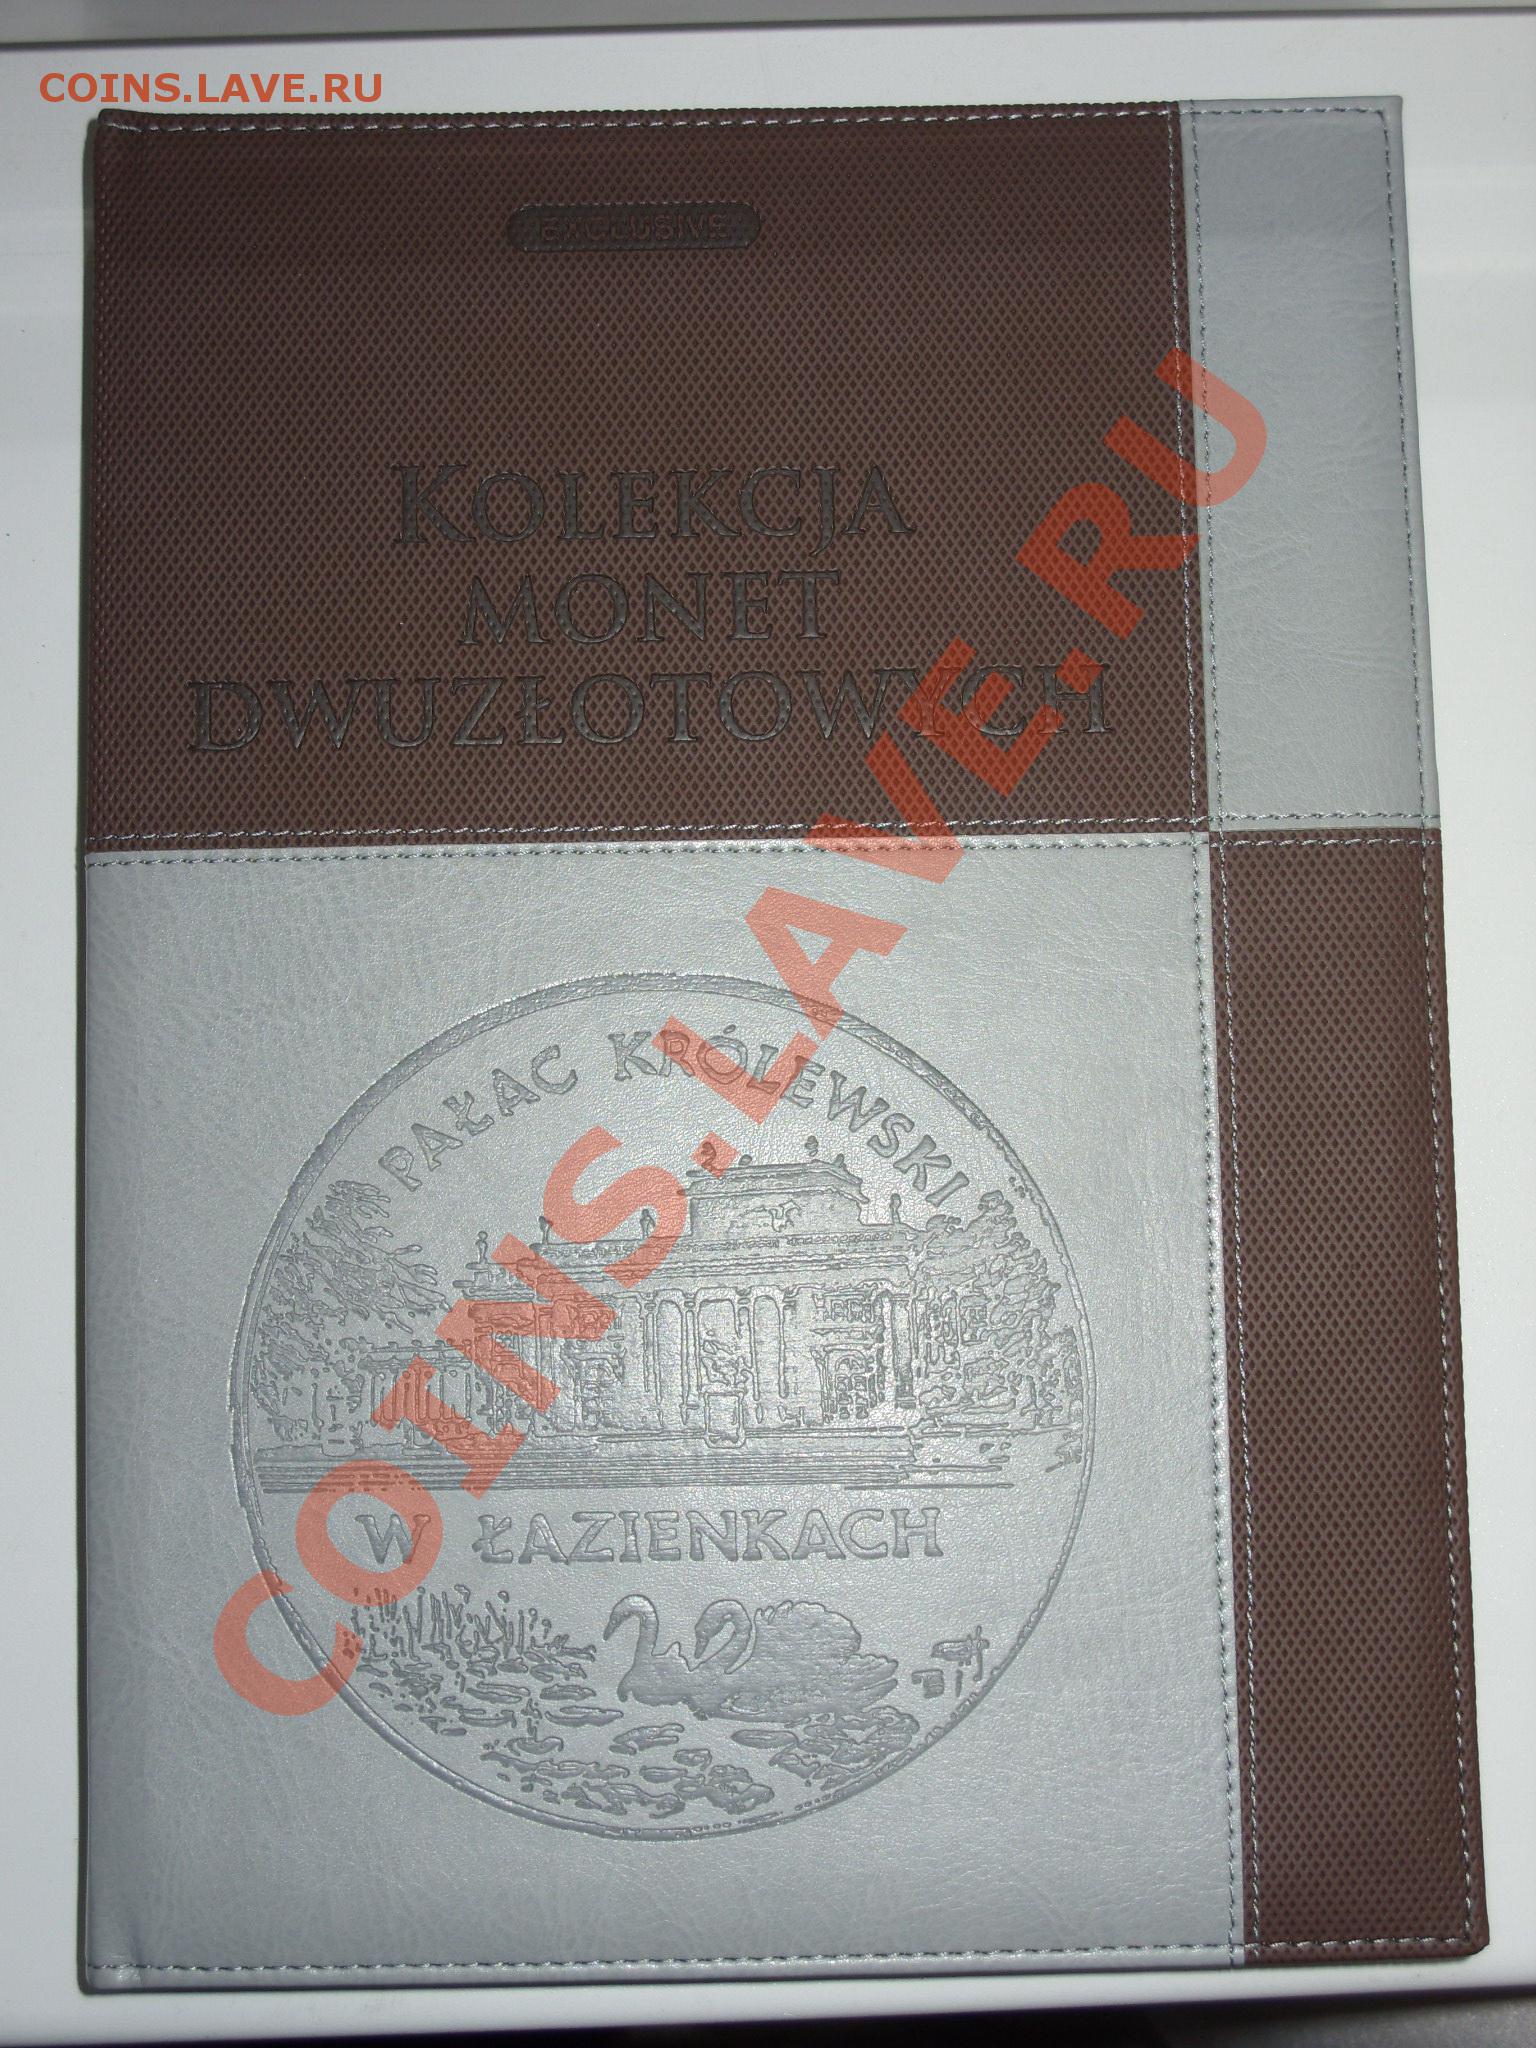 COINS.LAVE.RU
EXCLUSIVE
KOLEKCJA
MONET
DWUZŁOTOWYCH
COINS.LAVE.RU
PAŁAC KRÓLEWSKI
W ŁAZIENKACH